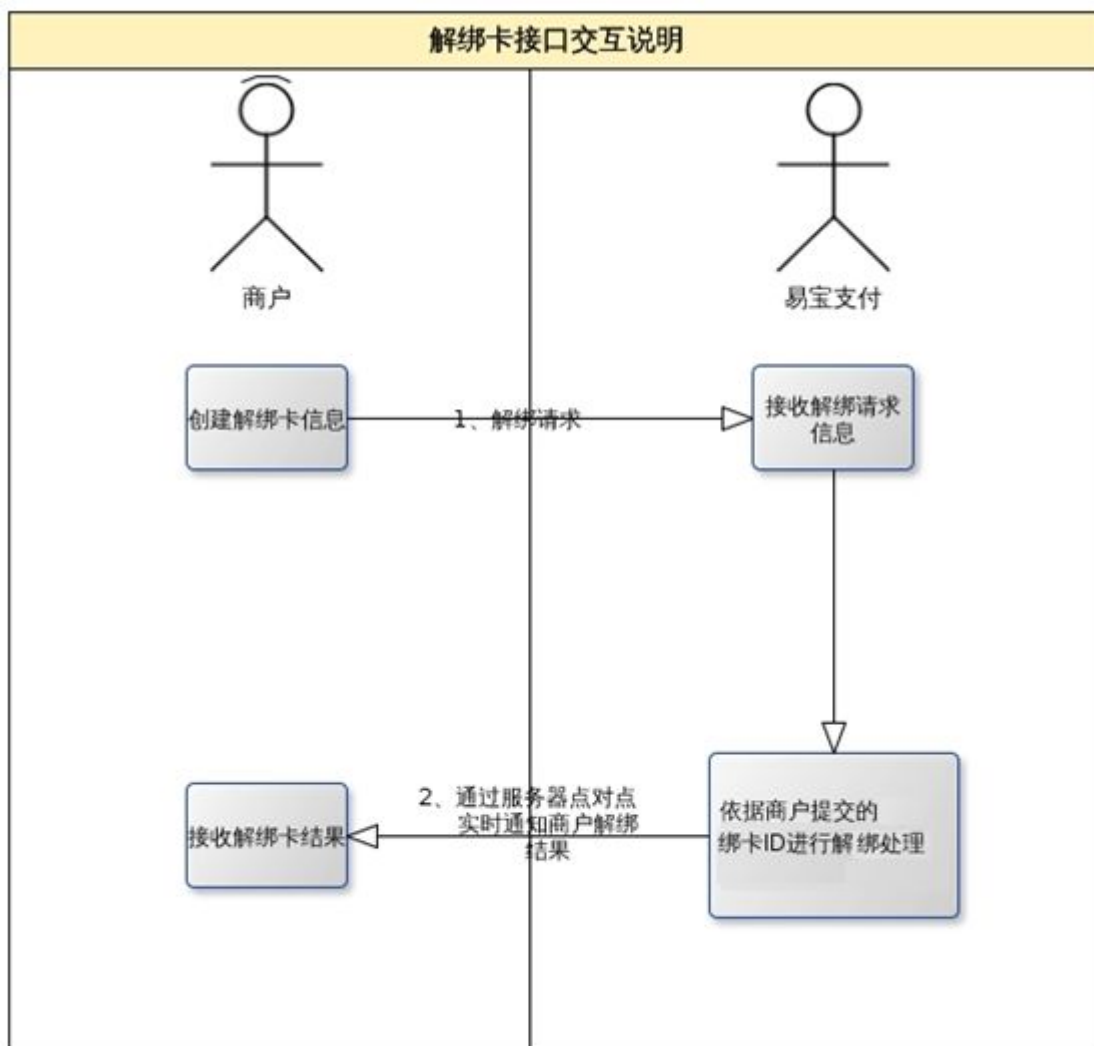 解绑卡接口交互说明
商户
易宝支付
创建解绑卡信息
1、解绑请求
接收解绑请求
信息
2、通过服务器点对点
实时通知商户解绑
结果
接收解绑卡结果
依据商户提交的
绑卡ID进行解 绑处理